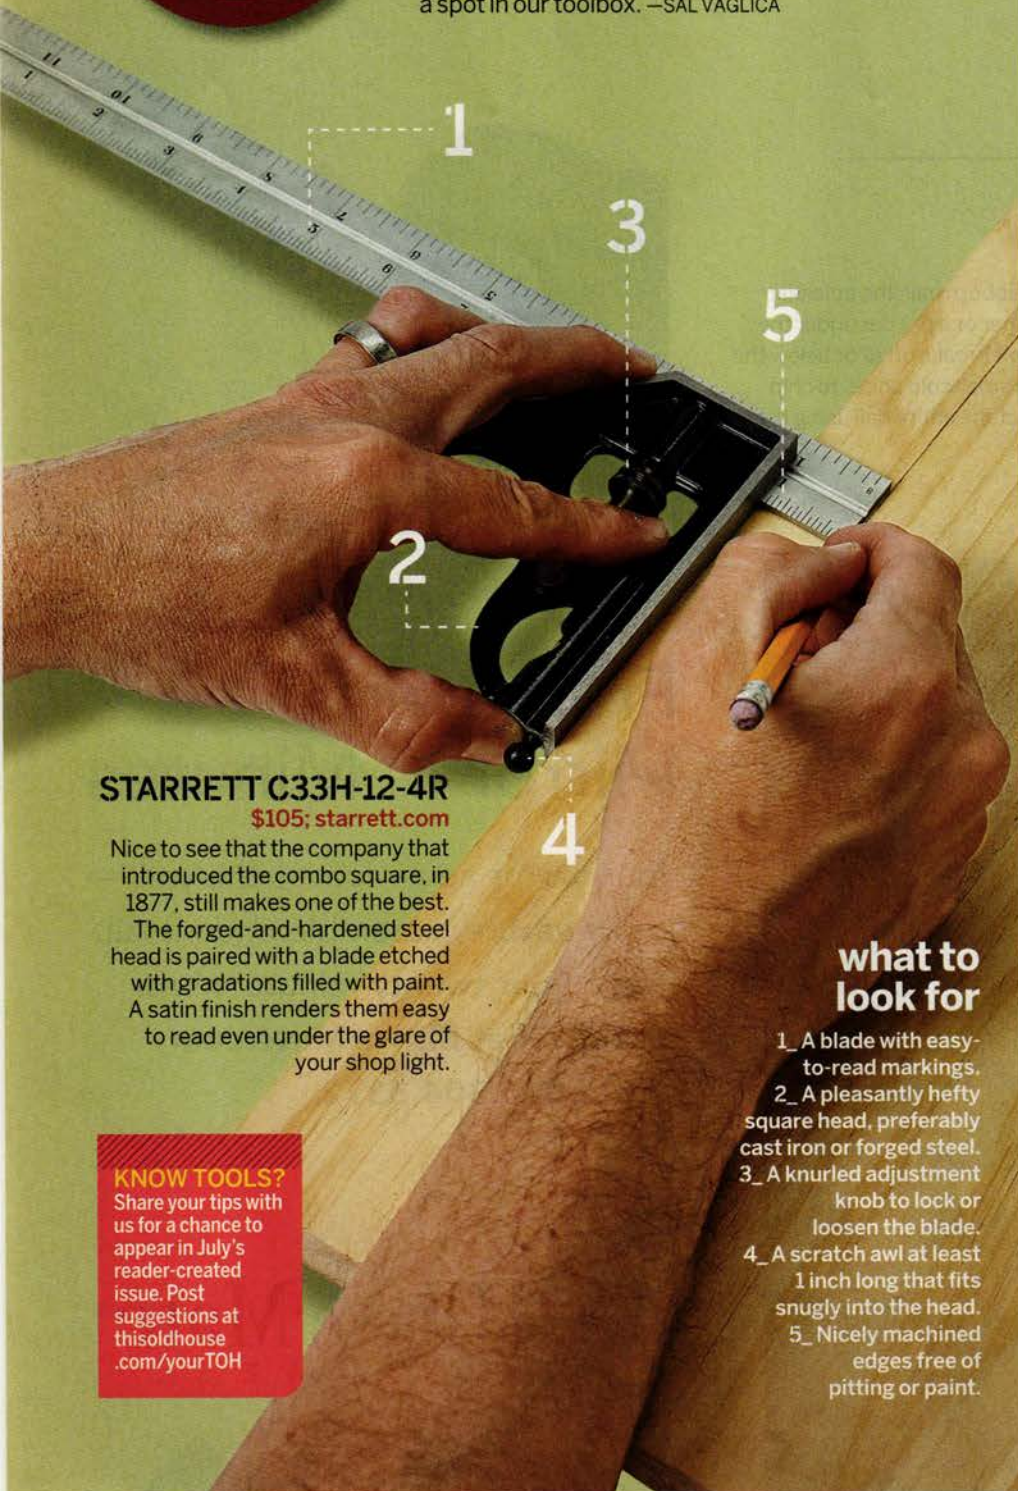 a spot in our toolbox. —SAL VAGLICA
1
3
5
2
4
STARRETT C33H-12-4R
$105; starrett.com
Nice to see that the company that
introduced the combo square, in
1877, still makes one of the best.
The forged-and-hardened steel
head is paired with a blade etched
with gradations filled with paint.
A satin finish renders them easy
to read even under the glare of
your shop light.
KNOW TOOLS?
Share your tips with
us for a chance to
appear in July's
reader-created
issue. Post
suggestions at
thisoldhouse
.com/yourTOH
what to
look for
1_ A blade with easy-
to-read markings.
2_ A pleasantly hefty
square head, preferably
cast iron or forged steel.
3_ A knurled adjustment
knob to lock or
loosen the blade.
4_ A scratch awl at least
1 inch long that fits
snugly into the head.
5_ Nicely machined
edges free of
pitting or paint.